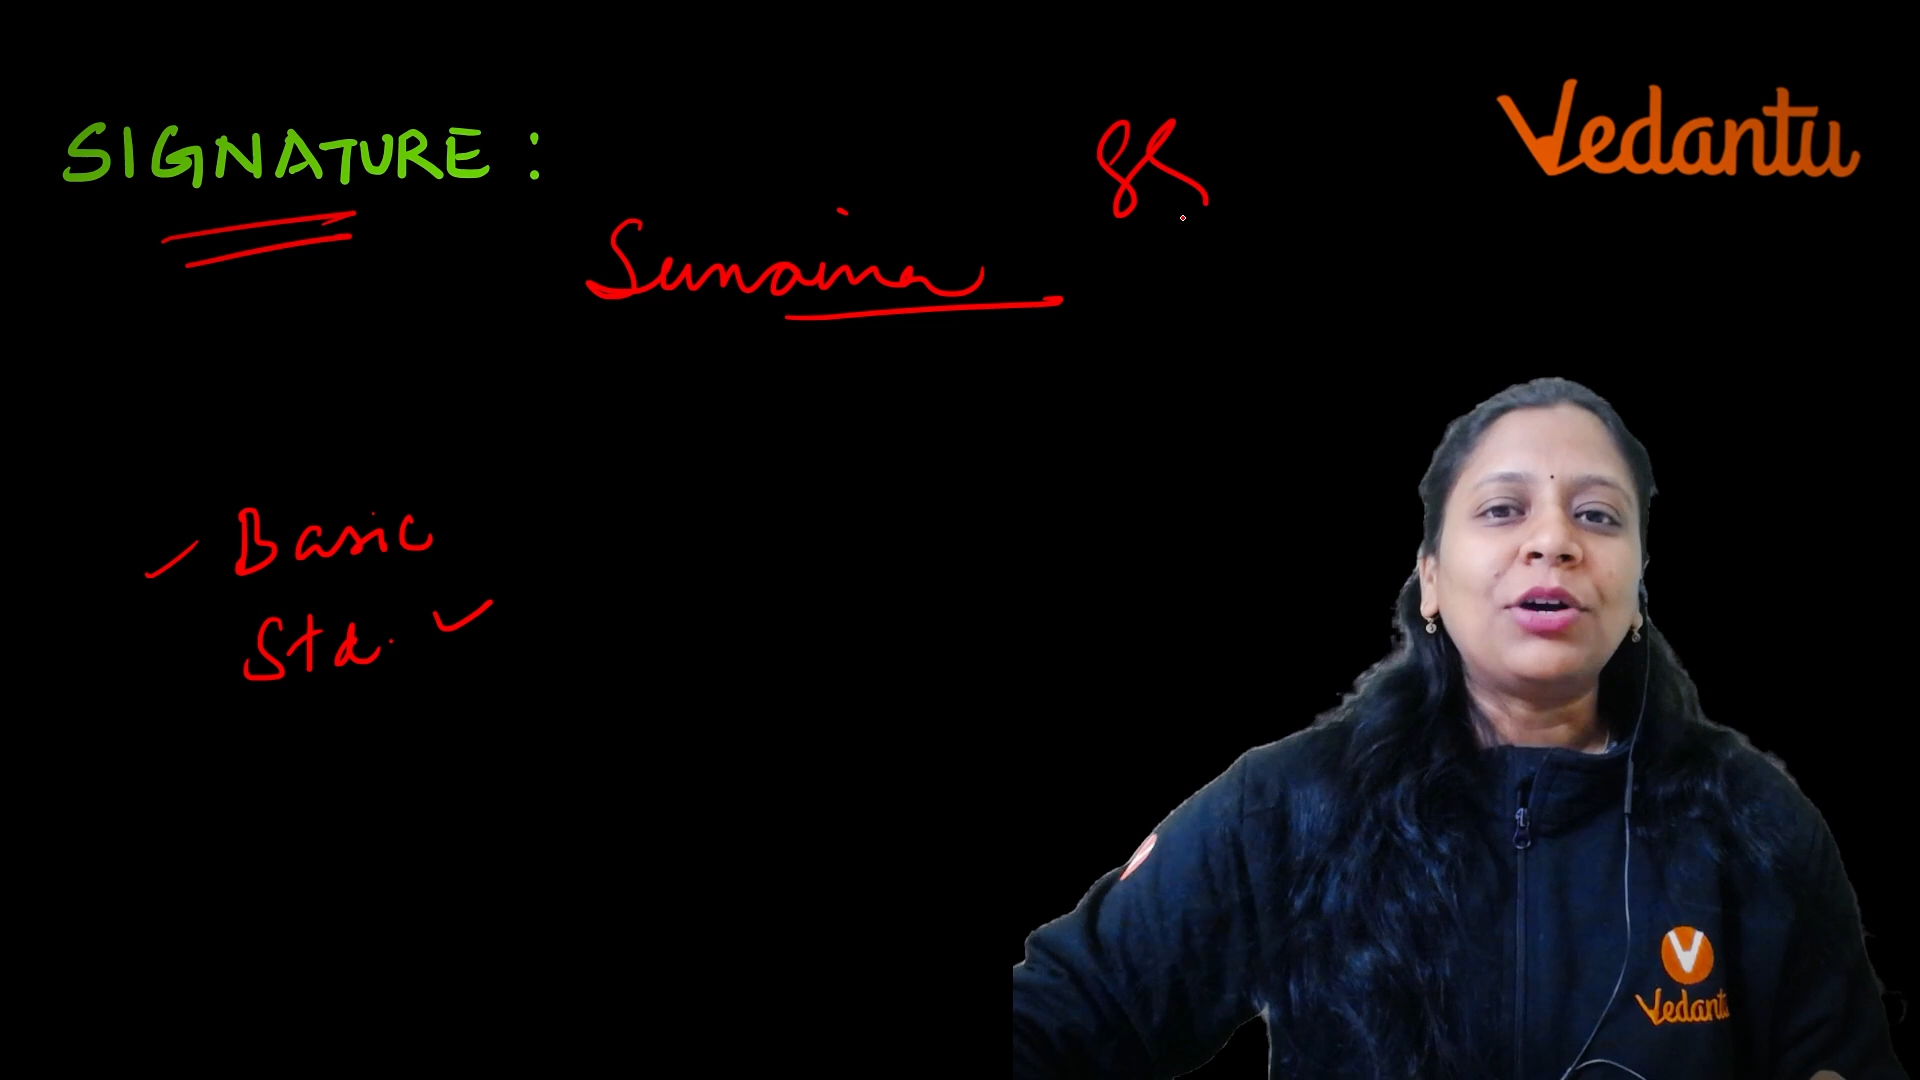 SIGNATURE :
Vedantu
Sunaina
Basic
Std.
Vedantu